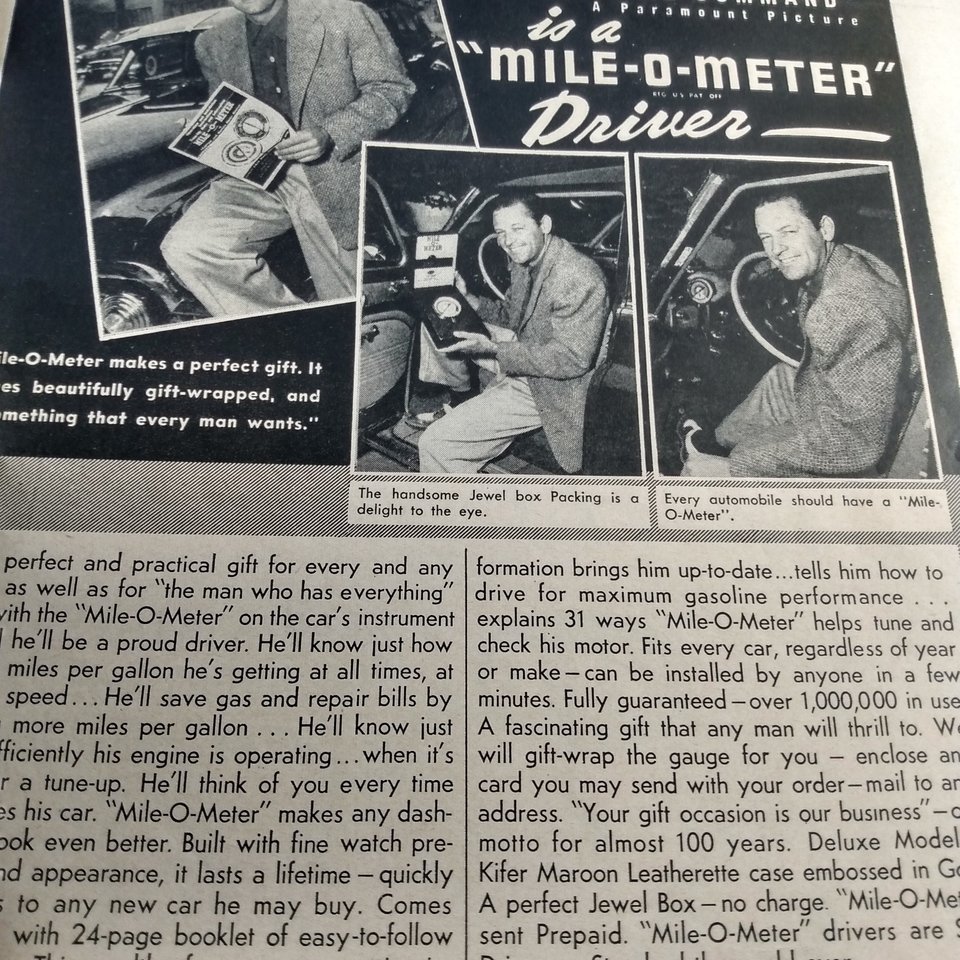 A Paramount Picture
is a
"MILE-O-METER"
REG US PAT OFF
Driver
MILE-O-METER
MILE
O
METER
ile-O-Meter makes a perfect gift. It
es beautifully gift-wrapped, and
mething that every man wants."
The handsome Jewel box Packing is a
delight to the eye.
Every automobile should have a "Mile-
O-Meter".
perfect and practical gift for every and any
as well as for "the man who has everything"
with the "Mile-O-Meter" on the car's instrument
he'll be a proud driver. He'll know just how
miles per gallon he's getting at all times, at
speed... He'll save gas and repair bills by
more miles per gallon ... He'll know just
fficiently his engine is operating...when it's
r a tune-up. He'll think of you every time
es his car. "Mile-O-Meter" makes any dash-
ook even better. Built with fine watch pre-
nd appearance, it lasts a lifetime – quickly
s to any new car he may buy. Comes
with 24-page booklet of easy-to-follow
formation brings him up-to-date...tells him how to
drive for maximum gasoline performance ...
explains 31 ways "Mile-O-Meter" helps tune and
check his motor. Fits every car, regardless of year
or make – can be installed by anyone in a few
minutes. Fully guaranteed – over 1,000,000 in use
A fascinating gift that any man will thrill to. We
will gift-wrap the gauge for you – enclose an
card you may send with your order – mail to an
address. "Your gift occasion is our business" – o
motto for almost 100 years. Deluxe Model
Kifer Maroon Leatherette case embossed in Go
A perfect Jewel Box – no charge. "Mile-O-Met
sent Prepaid. "Mile-O-Meter" drivers are S